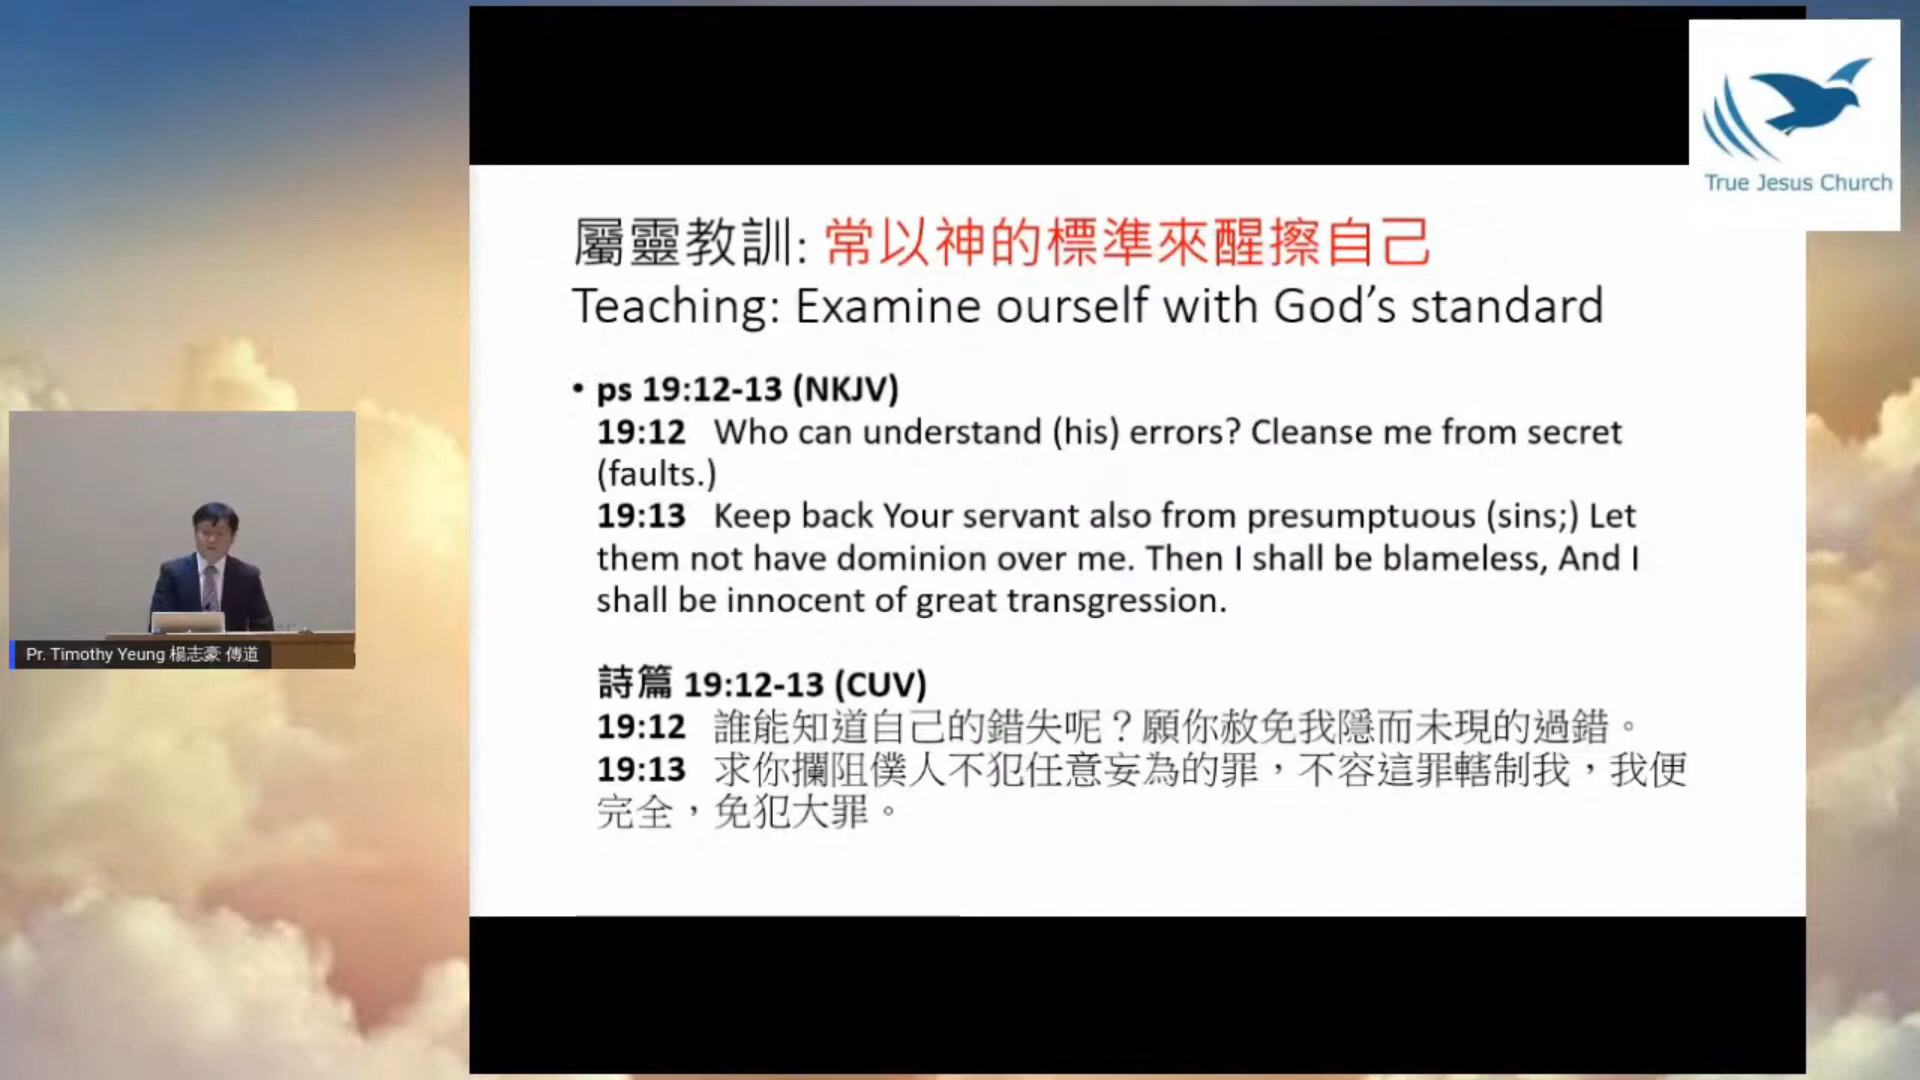 True Jesus Church
屬靈教訓: 常以神的標準來醒擦自己
Teaching: Examine ourself with God's standard
• ps 19:12-13 (NKJV)
19:12 Who can understand (his) errors? Cleanse me from secret
(faults.)
19:13 Keep back Your servant also from presumptuous (sins;) Let
them not have dominion over me. Then I shall be blameless, And I
shall be innocent of great transgression.
詩篇 19:12-13 (CUV)
19:12 誰能知道自己的錯失呢？願你赦免我隱而未現的過錯。
19:13 求你攔阻僕人不犯任意妄為的罪，不容這罪轄制我，我便
完全，免犯大罪。
Pr. Timothy Yeung 楊志豪 傳道